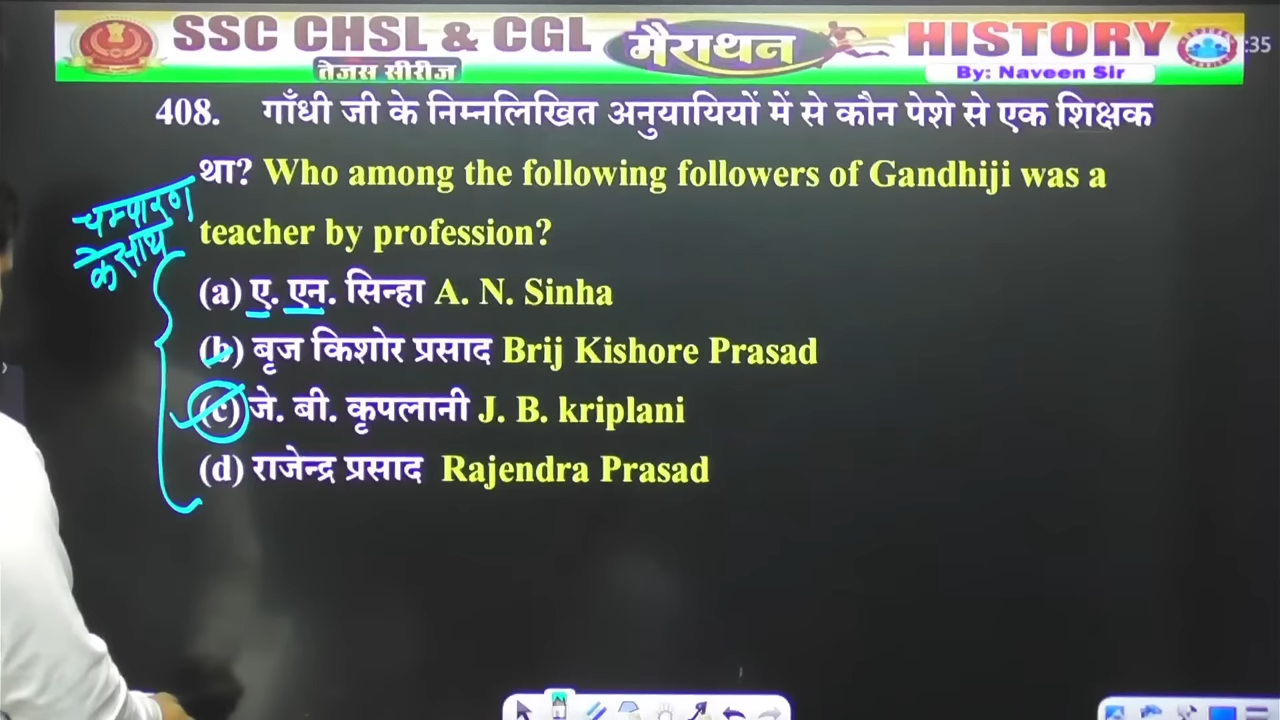 SSC CHSL & CGL मैराथन HISTORY :35
तेजस सीरीज By: Naveen Sir
408. गाँधी जी के निम्नलिखित अनुयायियों में से कौन पेशे से एक शिक्षक
था? Who among the following followers of Gandhiji was a
teacher by profession?
चम्पारण
के साथ
(a) ए. एन. सिन्हा A. N. Sinha
(b) बृज किशोर प्रसाद Brij Kishore Prasad
(c) जे. बी. कृपलानी J. B. kriplani
(d) राजेन्द्र प्रसाद Rajendra Prasad